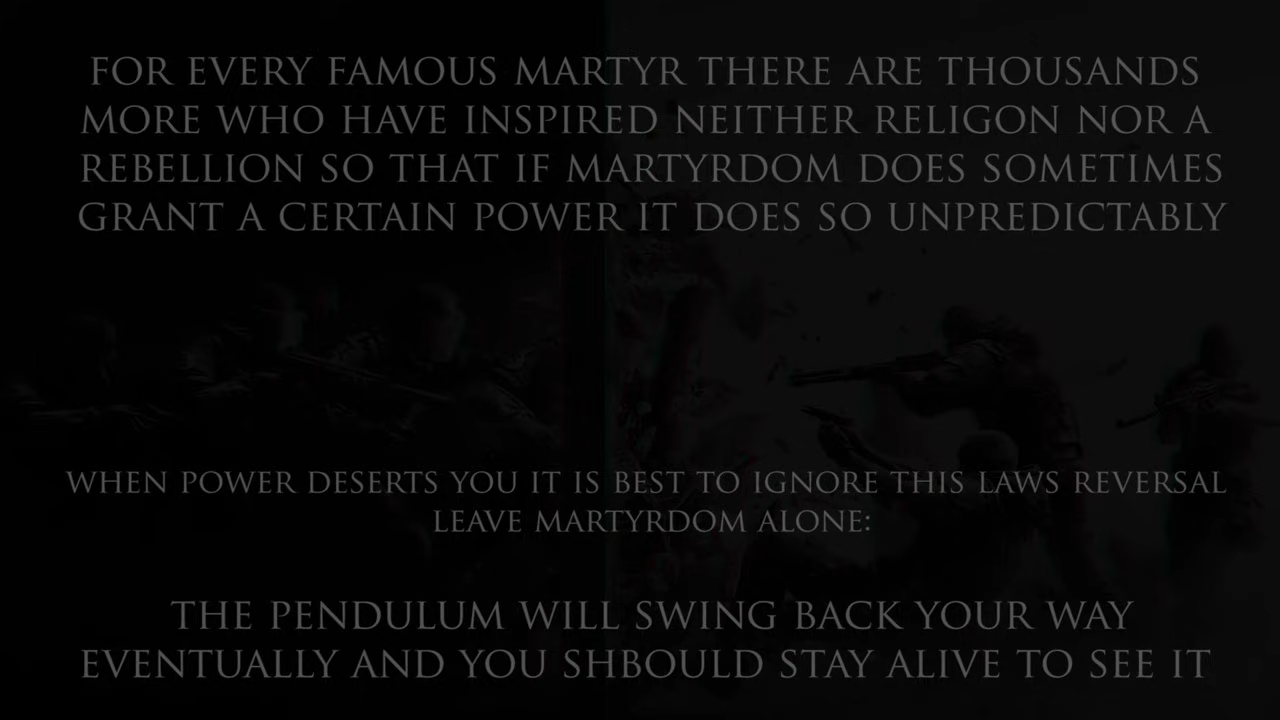 FOR EVERY FAMOUS MARTYR THERE ARE THOUSANDS
MORE WHO HAVE INSPIRED NEITHER RELIGON NOR A
REBELLION SO THAT IF MARTYRDOM DOES SOMETIMES
GRANT A CERTAIN POWER IT DOES SO UNPREDICTABLY
WHEN POWER DESERTS YOU IT IS BEST TO IGNORE THIS LAWS REVERSAL
LEAVE MARTYRDOM ALONE:
THE PENDULUM WILL SWING BACK YOUR WAY
EVENTUALLY AND YOU SHBOULD STAY ALIVE TO SEE IT